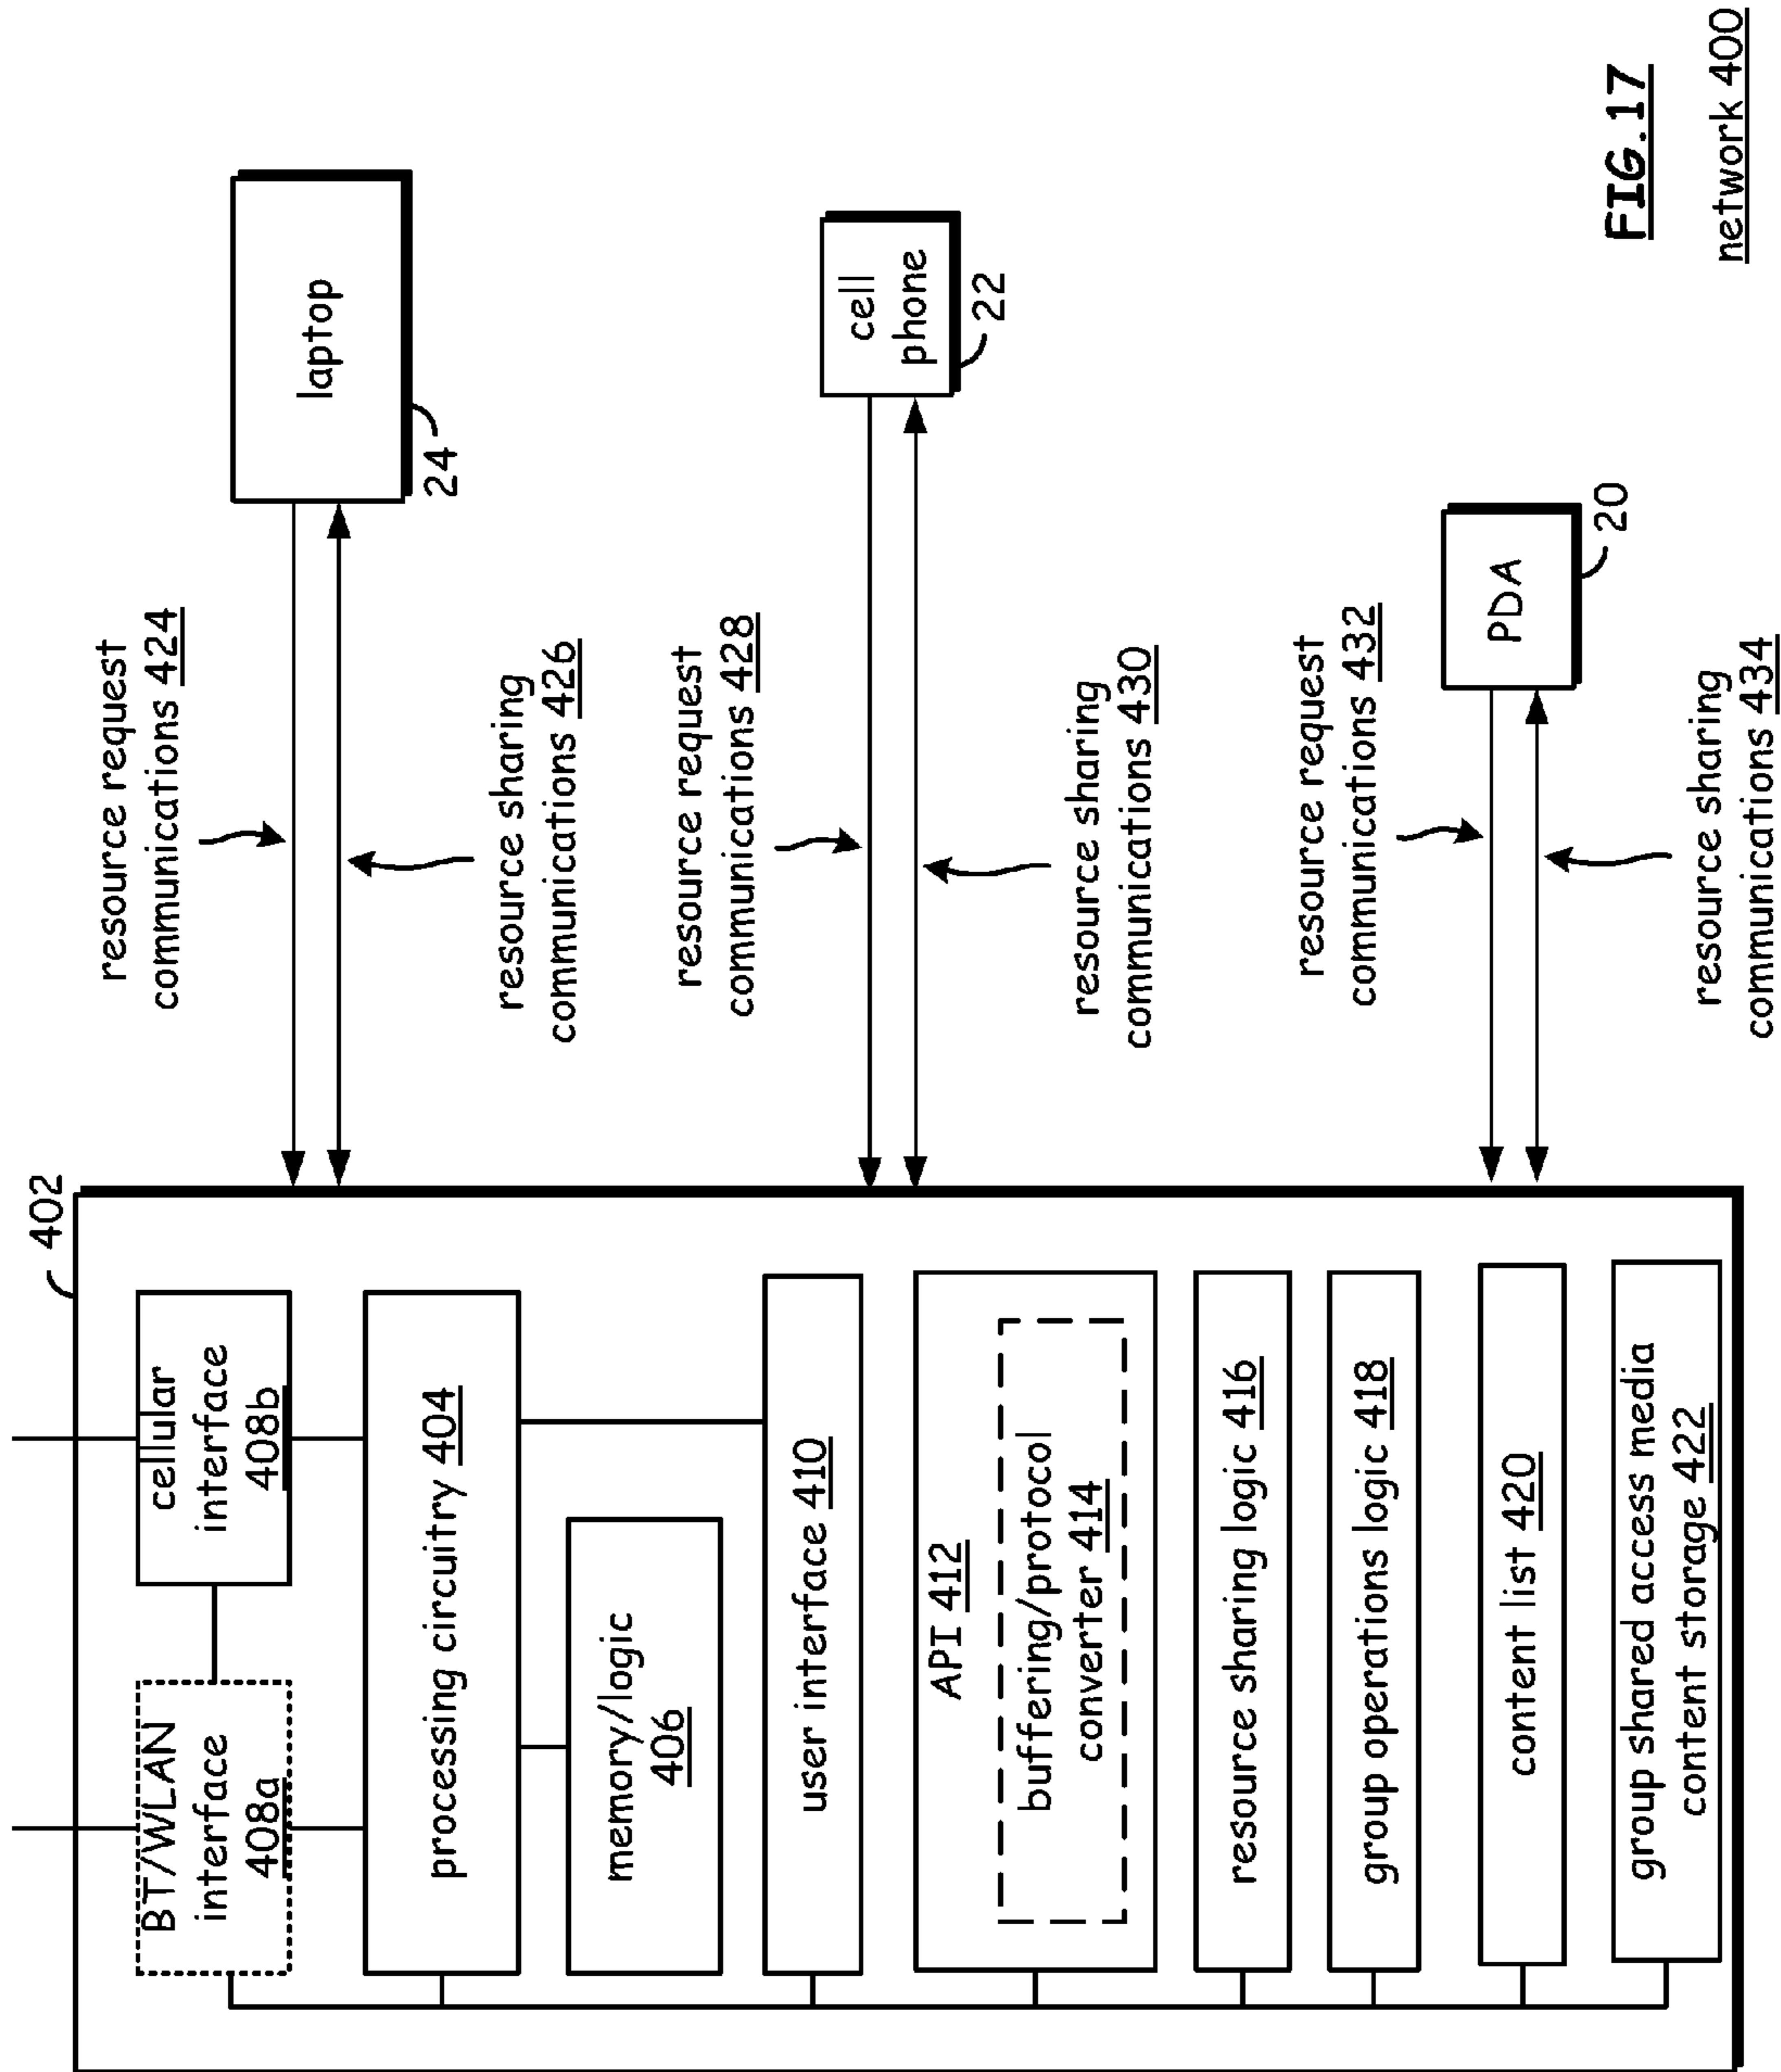 402
BT/WLAN
interface
408a
cellular
interface
408b
processing circuitry 404
memory/logic
406
user interface 410
API 412
buffering/protocol
converter 414
resource sharing logic 416
group operations logic 418
content list 420
group shared access media
content storage 422
resource request
communications 424
resource sharing
communications 426
laptop
24
resource request
communications 428
resource sharing
communications 430
cell
phone
22
resource request
communications 432
resource sharing
communications 434
PDA
20
FIG. 17
network 400